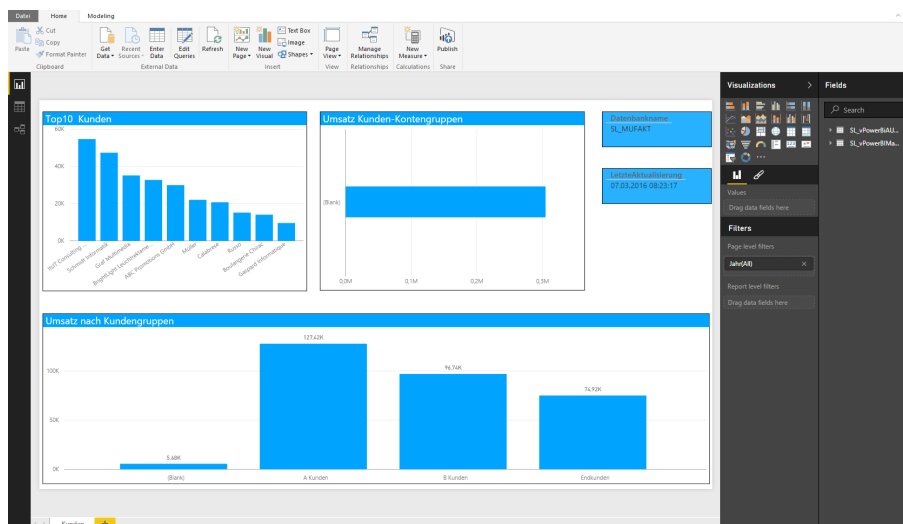 Datei Home Modeling
Paste
Cut
Copy
Format Painter
Clipboard
Get Data
Recent Sources
Enter Data
Edit Queries
External Data
Refresh
New Page
New Visual
Text Box
Image
Shapes
Insert
Page View
View
Manage Relationships
Relationships
New Measure
Calculations
Publish
Share
Top10 Kunden
60K
40K
20K
0K
Schmidt Informatik
Graf Multimedia
ABC Promotions GmbH
Müller
Calabrese
Russo
Boulangerie Chirac
Gaspard Informatique
Umsatz Kunden-Kontengruppen
(Blank)
0,0M 0,1M 0,2M 0,3M
Datenbankname
SL_MUFAKT
LetzteAktualisierung
07.03.2016 08:23:17
Umsatz nach Kundengruppen
100K
50K
0K
5.68K
127.42K
96.74K
74.92K
(Blank) A Kunden B Kunden Endkunden
Kunden
Visualizations
Values
Drag data fields here
Filters
Page level filters
Jahr(All)
Report level filters
Drag data fields here
Fields
Search
SL_vPowerBiAU...
SL_vPowerBIMa...